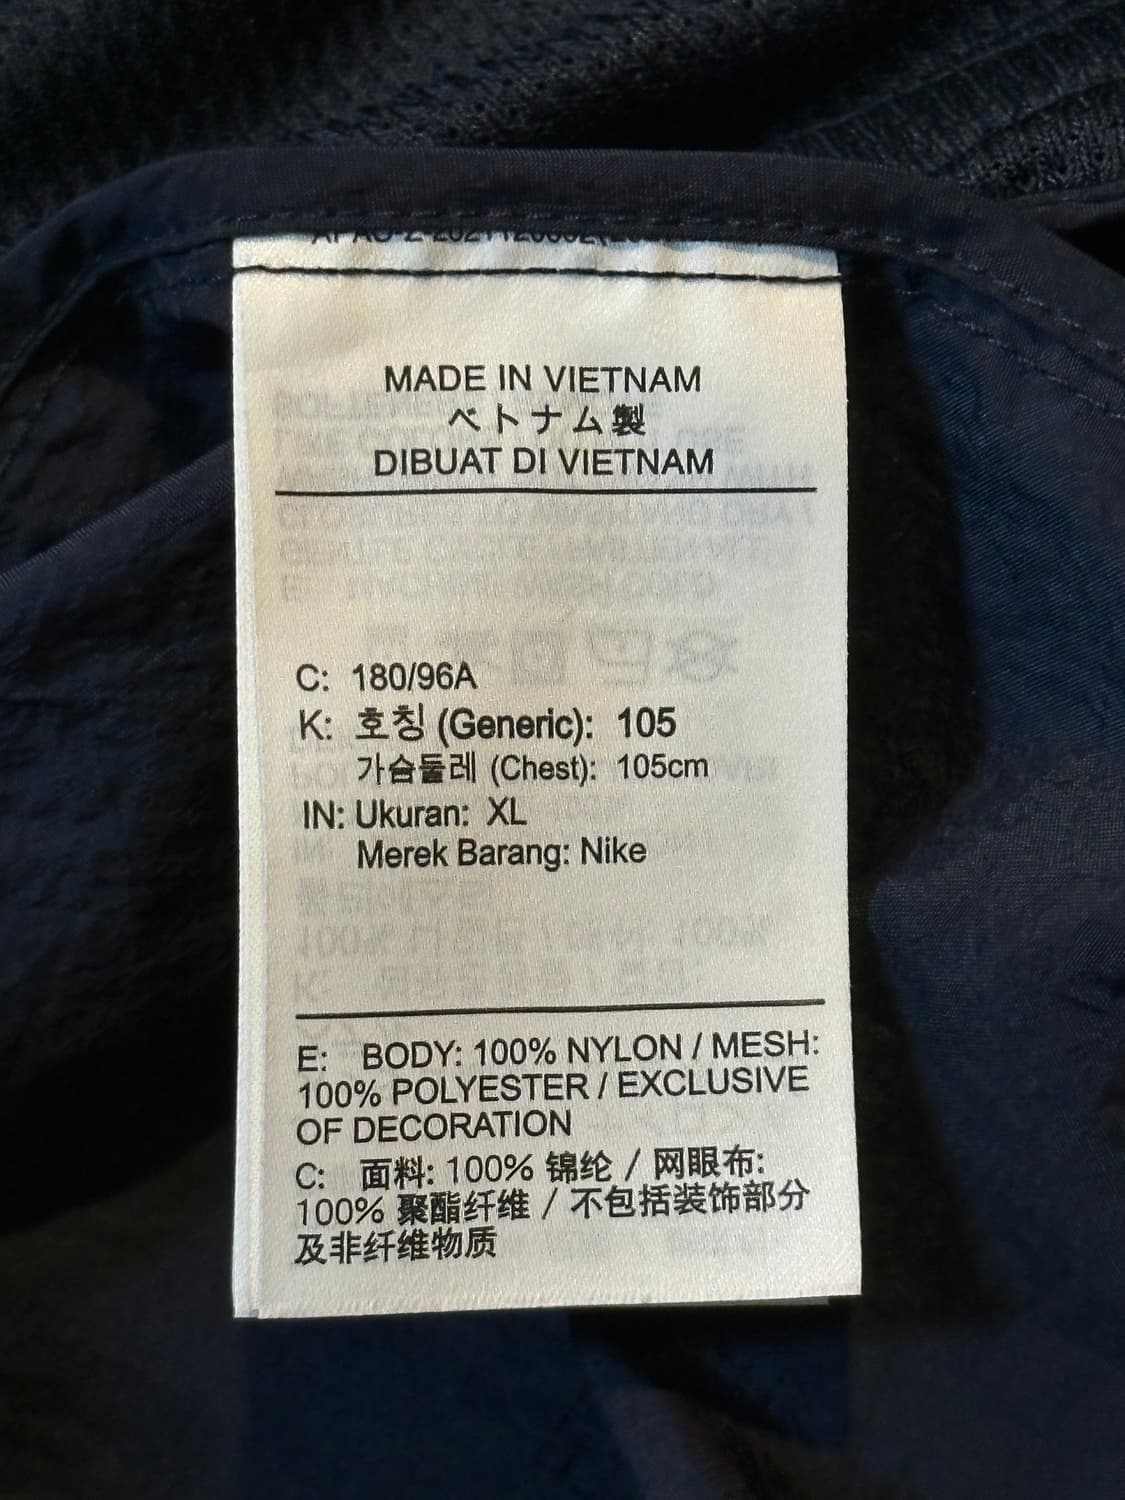 MADE IN VIETNAM
ベトナム製
DIBUAT DI VIETNAM
C: 180/96A
K: 호칭 (Generic): 105
가슴둘레 (Chest): 105cm
IN: Ukuran: XL
Merek Barang: Nike
E: BODY: 100% NYLON / MESH:
100% POLYESTER / EXCLUSIVE
OF DECORATION
C: 面料: 100% 锦纶 / 网眼布:
100% 聚酯纤维 / 不包括装饰部分
及非纤维物质